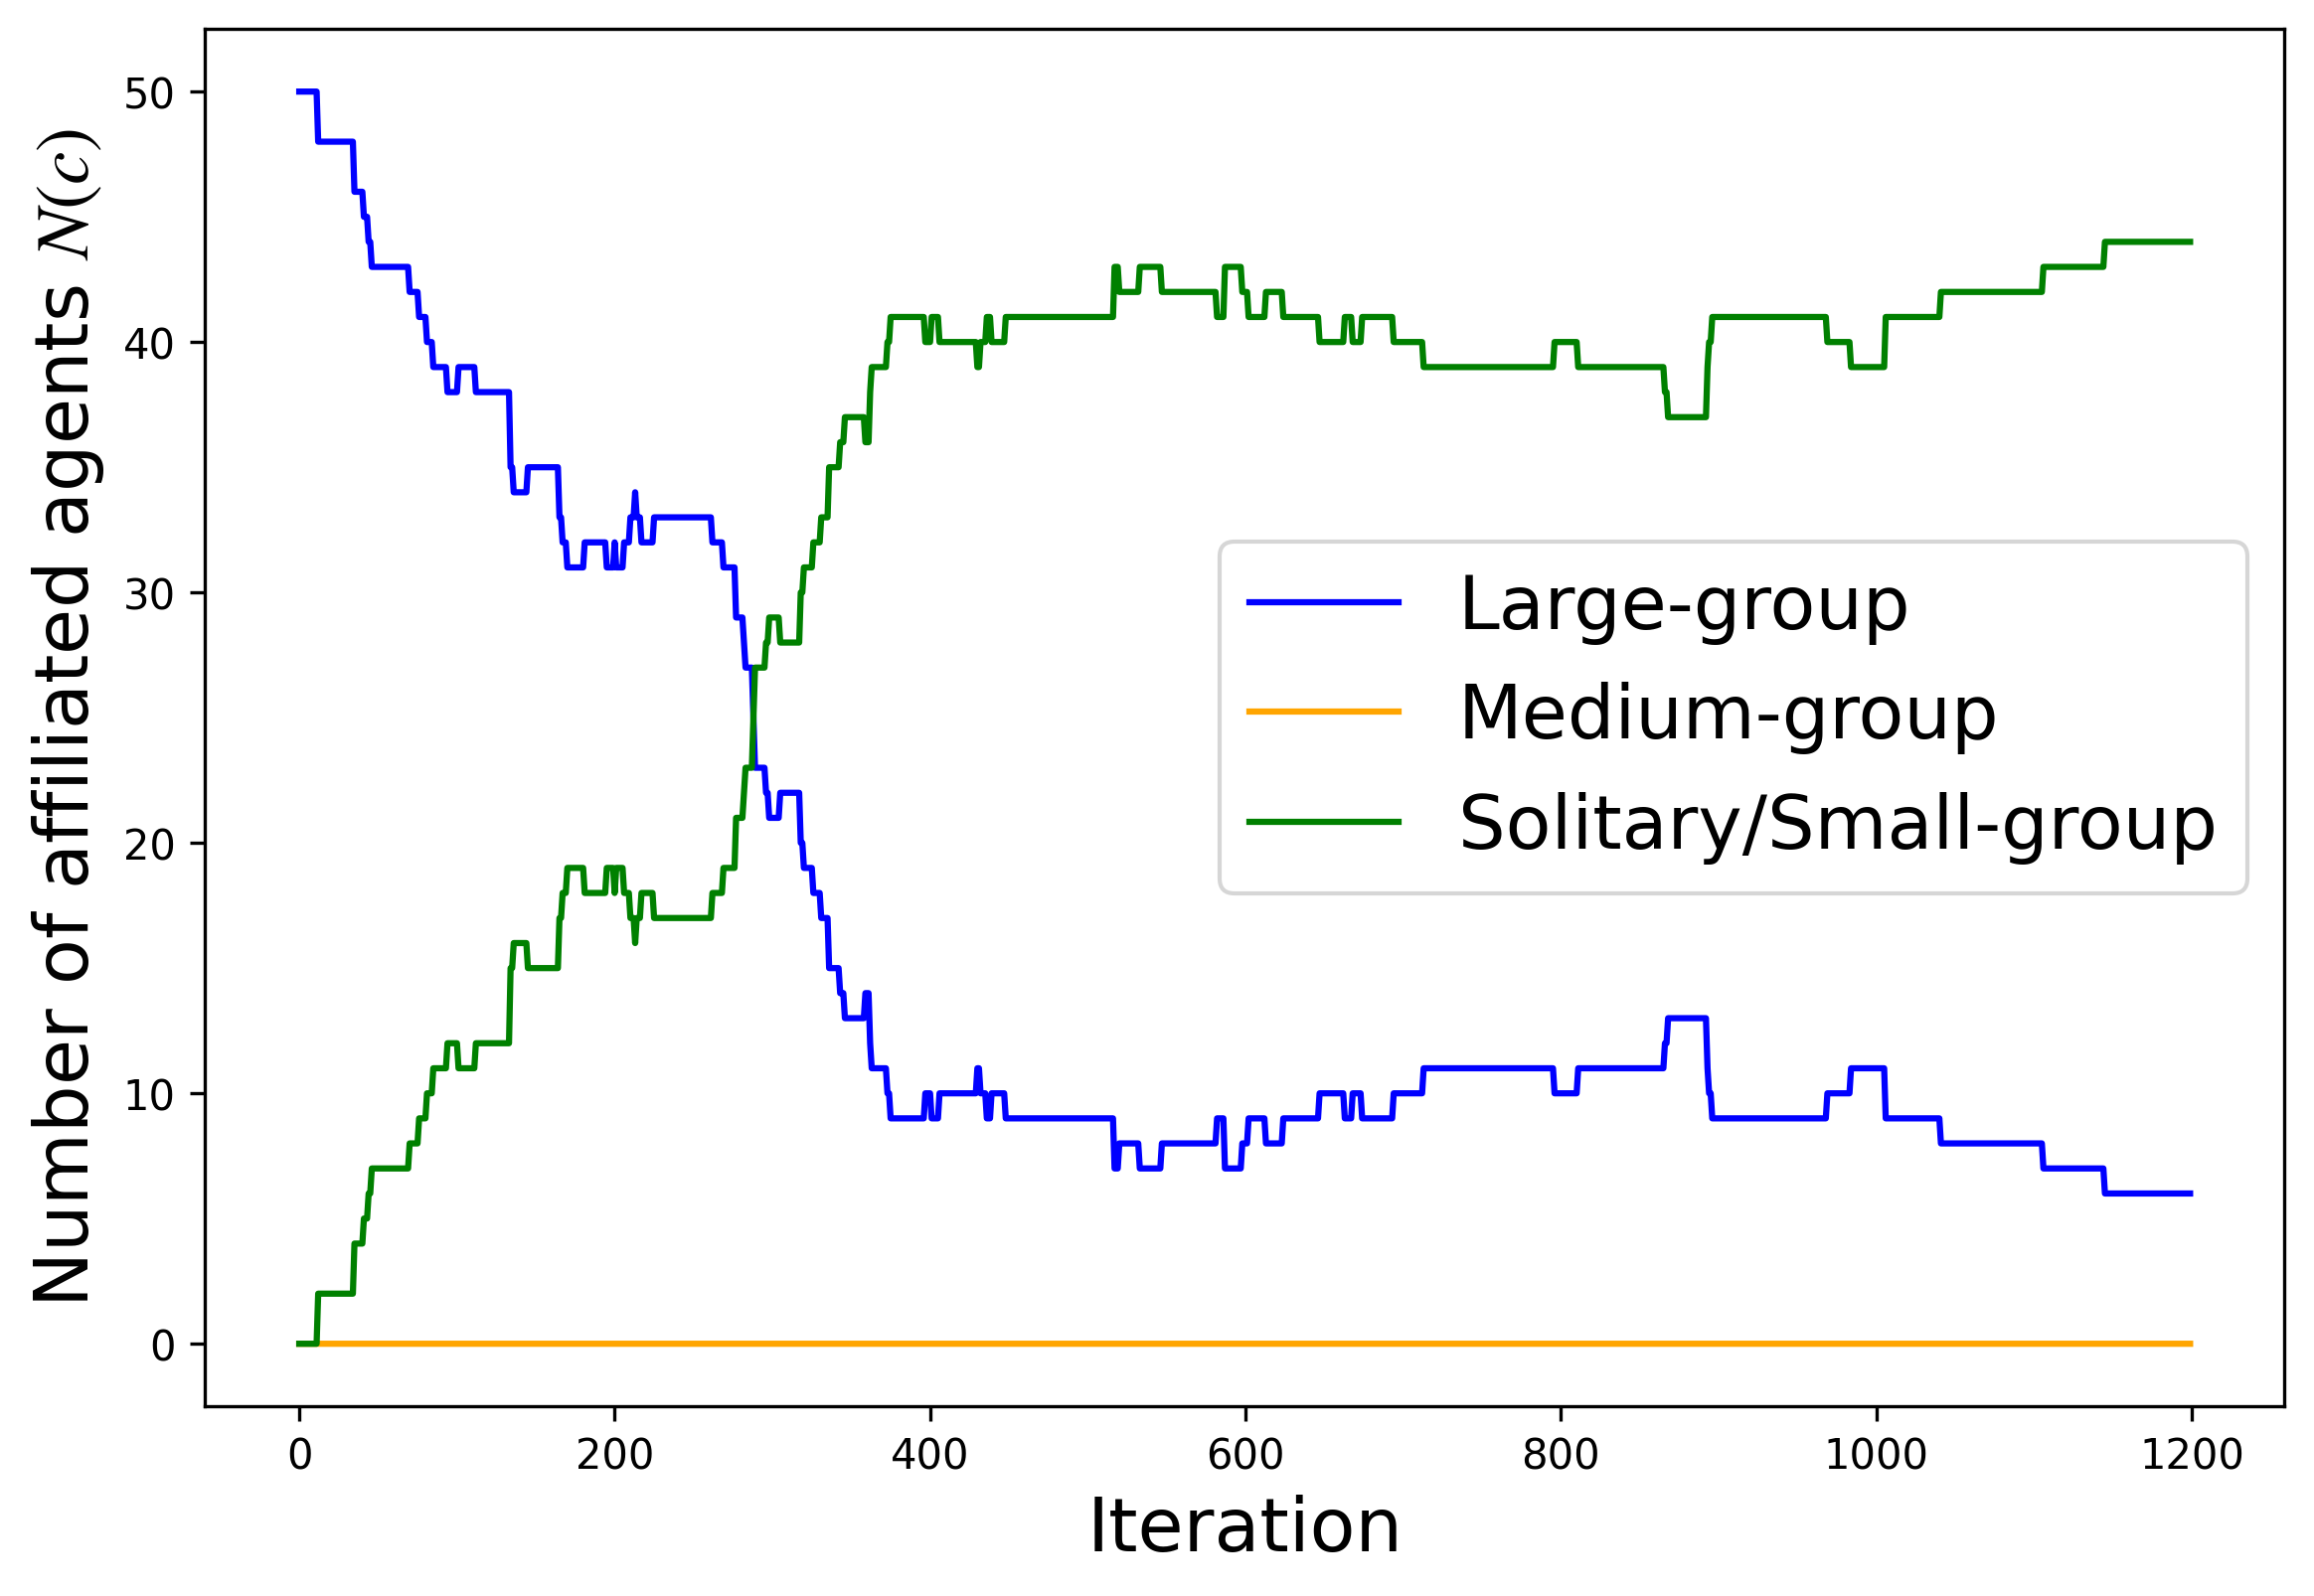 Number of affiliated agents N(c)
50
40
30
20
10
0
Large-group
Medium-group
Solitary/Small-group
0 200 400 600 800 1000 1200
Iteration